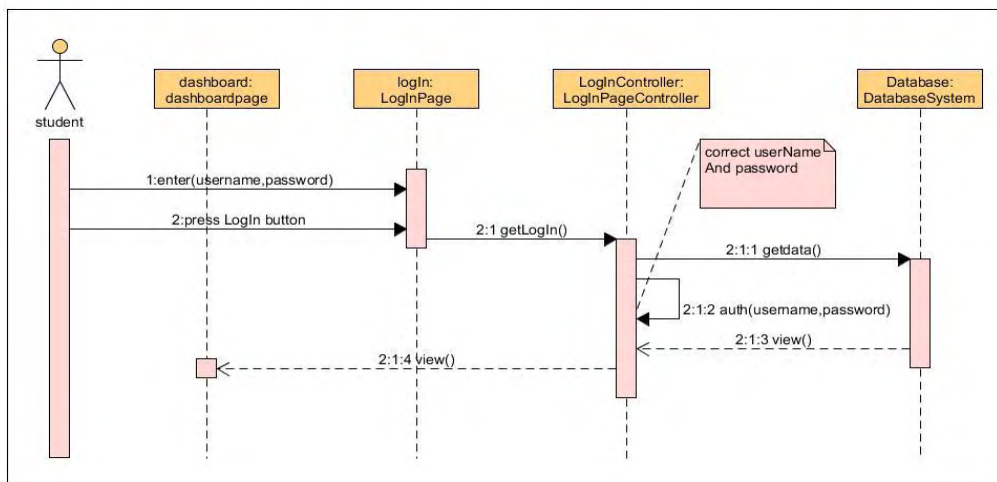 student
dashboard:
dashboardpage
logIn:
LogInPage
LogInController:
LogInPageController
Database:
DatabaseSystem
correct userName
And password
1:enter(username,password)
2:press LogIn button
2:1 getLogIn()
2:1:1 getdata()
2:1:2 auth(username,password)
2:1:3 view()
2:1:4 view()